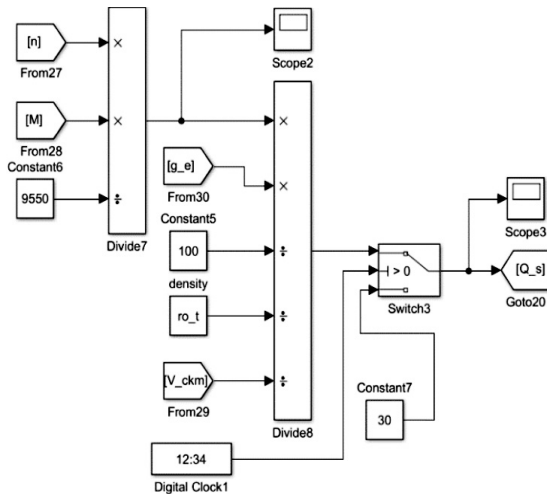 [n]
From27
Scope2
[M]
From28
Constant6
9550
Divide7
[g_e]
From30
Constant5
100
density
ro_t
[V_ckm]
From29
Divide8
12:34
Digital Clock1
> 0
Switch3
Constant7
30
Scope3
[Q_s]
Goto20
×
×
÷
×
×
÷
÷
÷